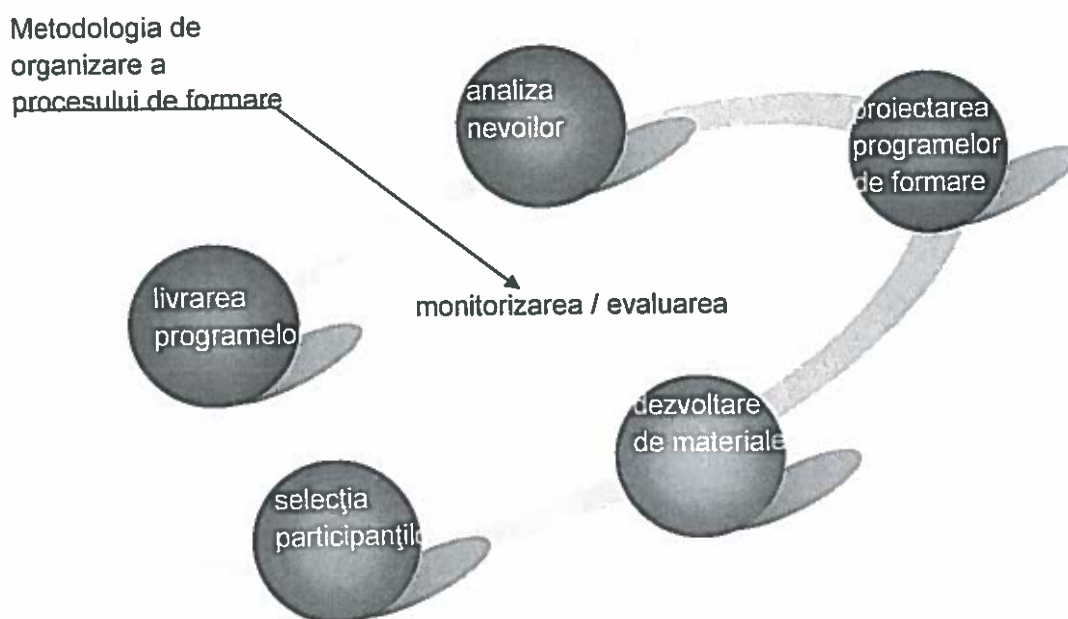 Metodologia de
organizare a
procesului de formare
analiza
nevoilor
proiectarea
programelor
de formare
livrarea
programelo
monitorizarea / evaluarea
dezvoltare
de materiale
selecţia
participanţilo